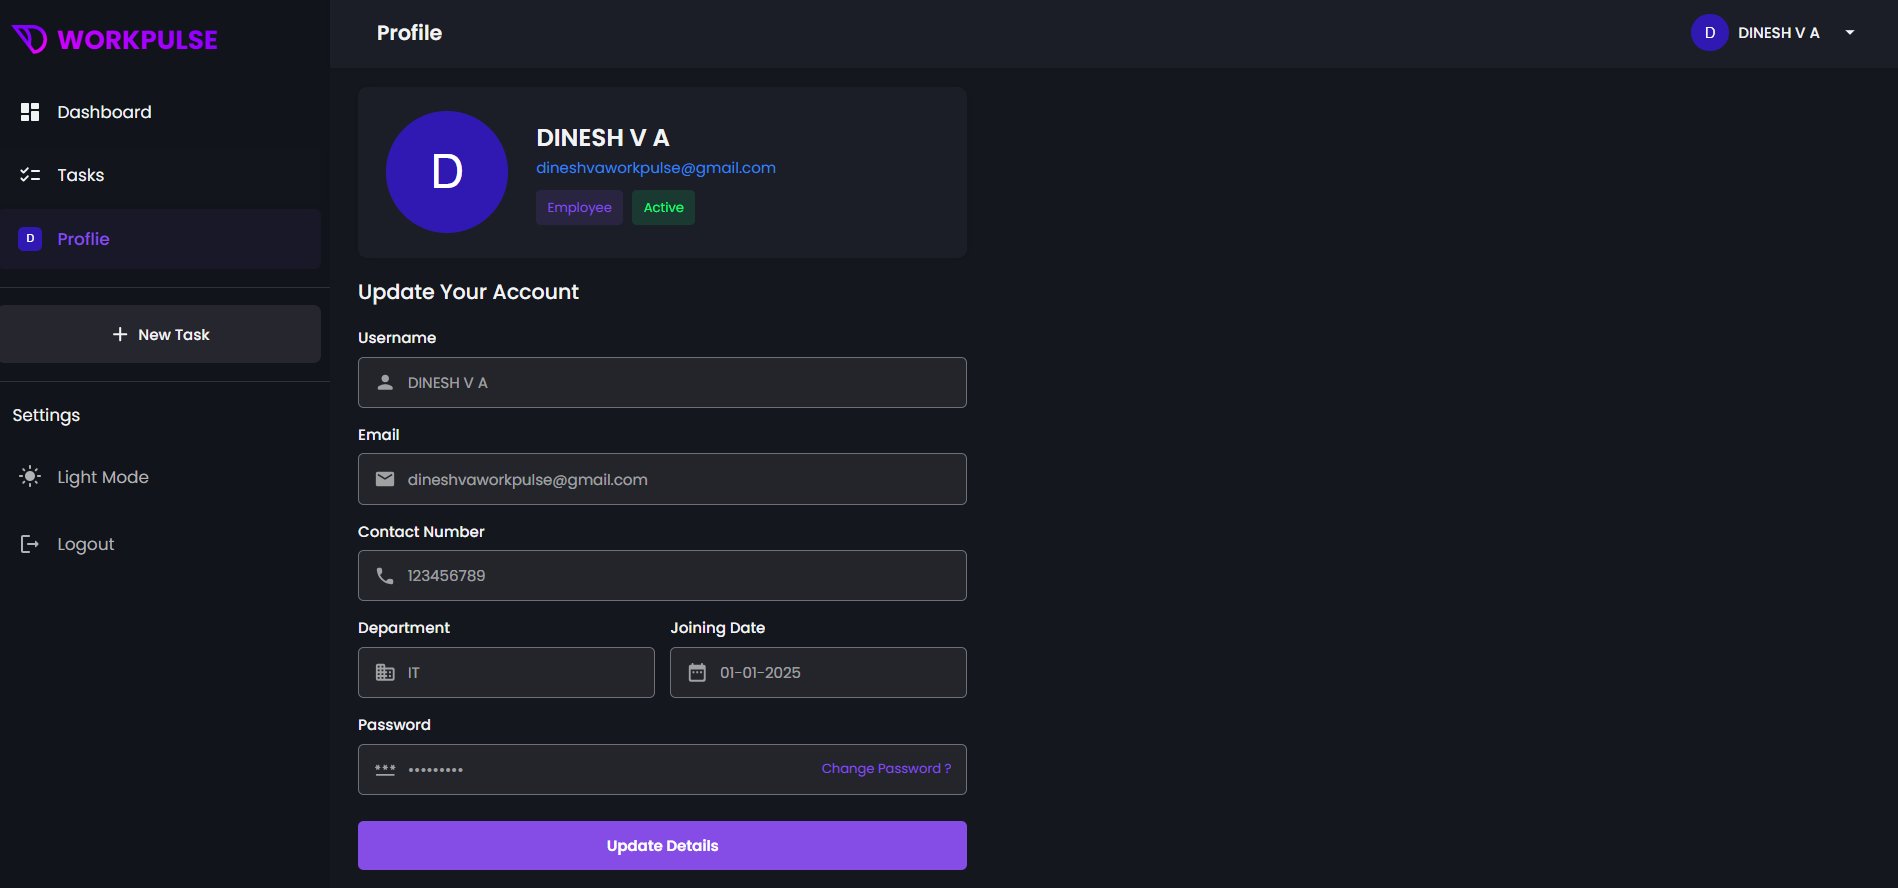 WORKPULSE
Dashboard
Tasks
D Proflie
+ New Task
Settings
Light Mode
Logout
Profile
D DINESH V A
D
DINESH V A
dineshvaworkpulse@gmail.com
Employee Active
Update Your Account
Username
DINESH V A
Email
dineshvaworkpulse@gmail.com
Contact Number
123456789
Department Joining Date
IT 01-01-2025
Password
••••••••• Change Password ?
Update Details